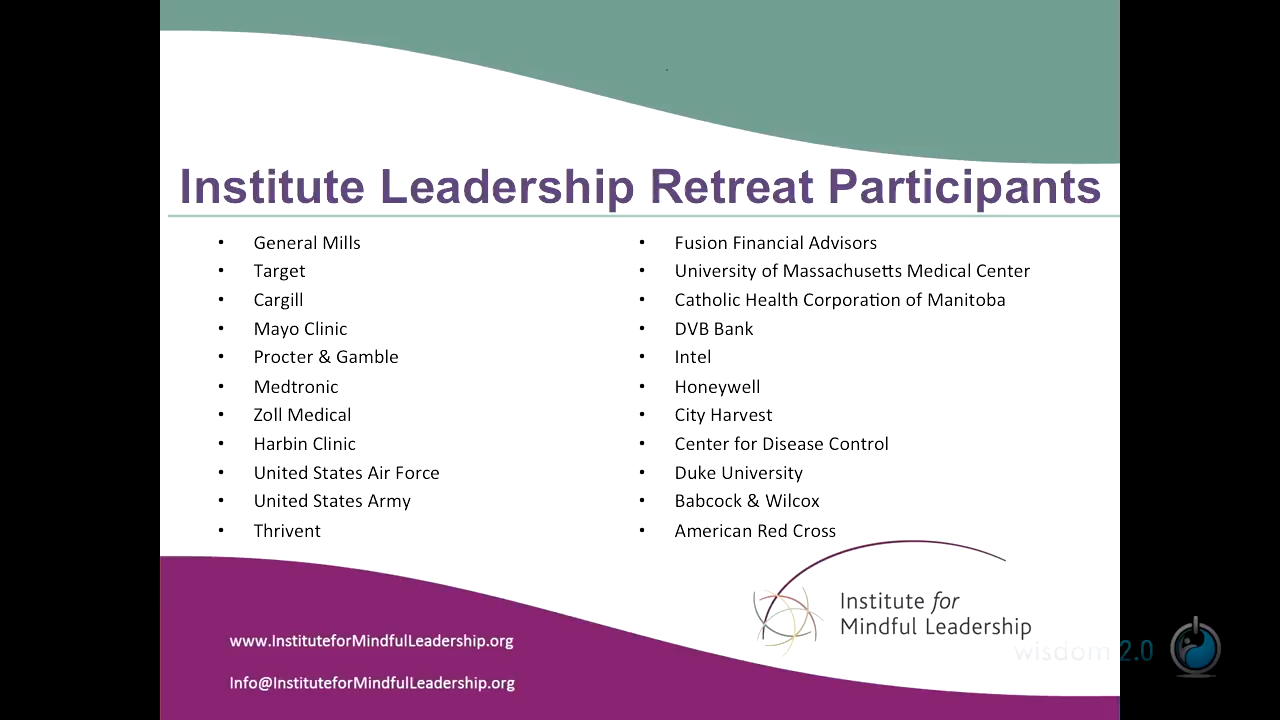 Institute Leadership Retreat Participants
• General Mills
• Target
• Cargill
• Mayo Clinic
• Procter & Gamble
• Medtronic
• Zoll Medical
• Harbin Clinic
• United States Air Force
• United States Army
• Thrivent
• Fusion Financial Advisors
• University of Massachusetts Medical Center
• Catholic Health Corporation of Manitoba
• DVB Bank
• Intel
• Honeywell
• City Harvest
• Center for Disease Control
• Duke University
• Babcock & Wilcox
• American Red Cross
Institute for
Mindful Leadership
www.InstituteforMindfulLeadership.org
Info@InstituteforMindfulLeadership.org
wisdom 2.0